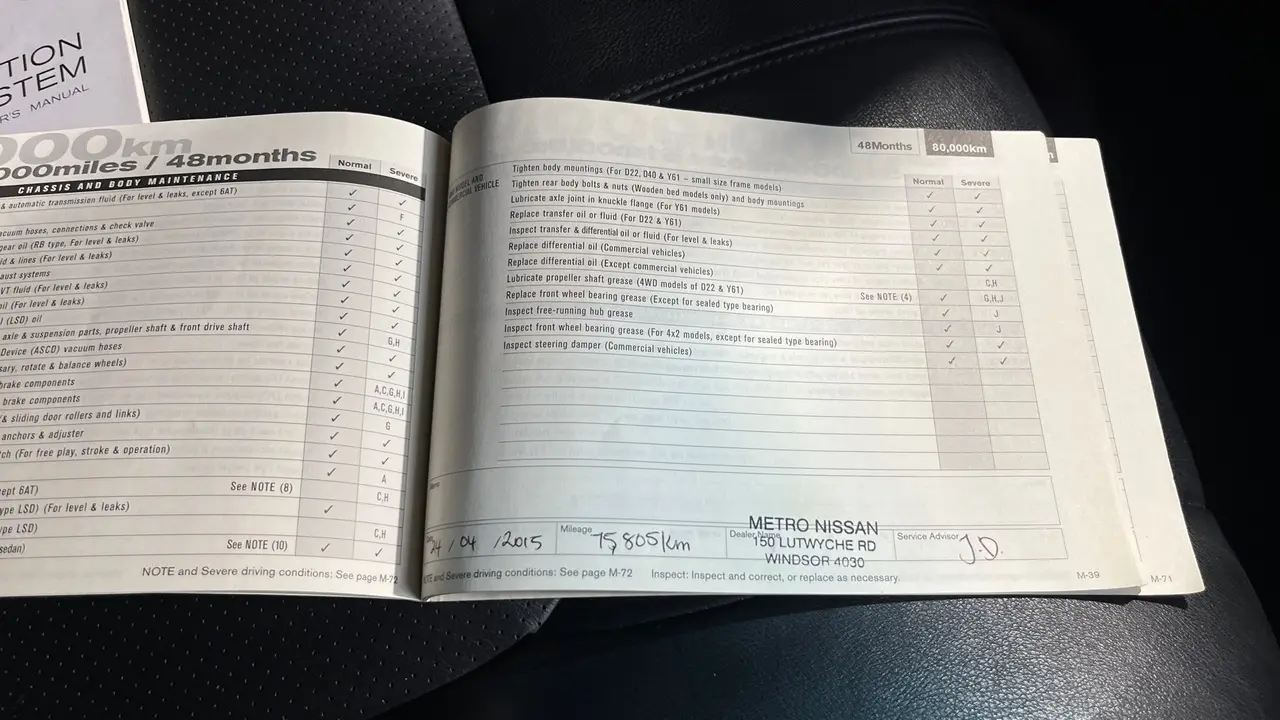 TION
STEM
R'S MANUAL
000km
000miles / 48months
Normal Severe
CHASSIS AND BODY MAINTENANCE
& automatic transmission fluid (For level & leaks, except 6AT) ✓ ✓
✓ F
vacuum hoses, connections & check valve ✓ ✓
gear oil (RB type, For level & leaks) ✓ ✓
id & lines (For level & leaks) ✓ ✓
aust systems ✓ ✓
VT fluid (For level & leaks) ✓ ✓
oil (For level & leaks) ✓ ✓
l (LSD) oil ✓ ✓
axle & suspension parts, propeller shaft & front drive shaft ✓ G,H
Device (ASCD) vacuum hoses ✓ ✓
sary, rotate & balance wheels) ✓ ✓
brake components ✓ A,C,G,H,I
brake components ✓ A,C,G,H,I
& sliding door rollers and links) ✓ G
anchors & adjuster ✓ ✓
tch (For free play, stroke & operation) ✓ ✓
✓ A
ept 6AT) See NOTE (8) C,H
ype LSD) (For level & leaks) ✓
ype LSD) C,H
sedan) See NOTE (10) ✓ ✓
NOTE and Severe driving conditions: See page M-72
48Months 80,000km
Normal Severe
MODEL AND
COMMERCIAL VEHICLE
Tighten body mountings (For D22, D40 & Y61 – small size frame models) ✓ ✓
Tighten rear body bolts & nuts (Wooden bed models only) and body mountings ✓ ✓
Lubricate axle joint in knuckle flange (For Y61 models) ✓ ✓
Replace transfer oil or fluid (For D22 & Y61) ✓ ✓
Inspect transfer & differential oil or fluid (For level & leaks) ✓ ✓
Replace differential oil (Commercial vehicles) C,H
Replace differential oil (Except commercial vehicles) See NOTE (4) ✓ G,H,J
Lubricate propeller shaft grease (4WD models of D22 & Y61) ✓ J
Replace front wheel bearing grease (Except for sealed type bearing) ✓ J
Inspect free-running hub grease ✓ ✓
Inspect front wheel bearing grease (For 4x2 models, except for sealed type bearing) ✓ ✓
Inspect steering damper (Commercial vehicles)
Memo
24 / 04 / 2015
Mileage 75,805km
Dealer Name
METRO NISSAN
150 LUTWYCHE RD
WINDSOR 4030
Service Advisor J.D.
NOTE and Severe driving conditions: See page M-72 Inspect: Inspect and correct, or replace as necessary.
M-39
M-71